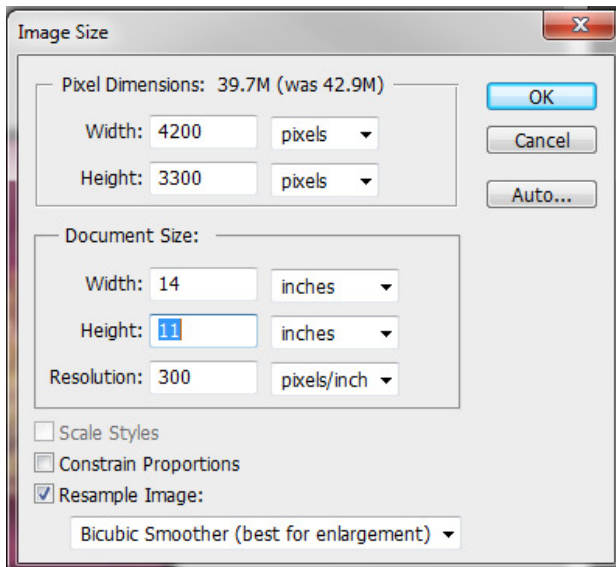 Image Size
Pixel Dimensions: 39.7M (was 42.9M)
Width: 4200 pixels
Height: 3300 pixels
OK
Cancel
Auto...
Document Size:
Width: 14 inches
Height: 11 inches
Resolution: 300 pixels/inch
Scale Styles
Constrain Proportions
Resample Image:
Bicubic Smoother (best for enlargement)